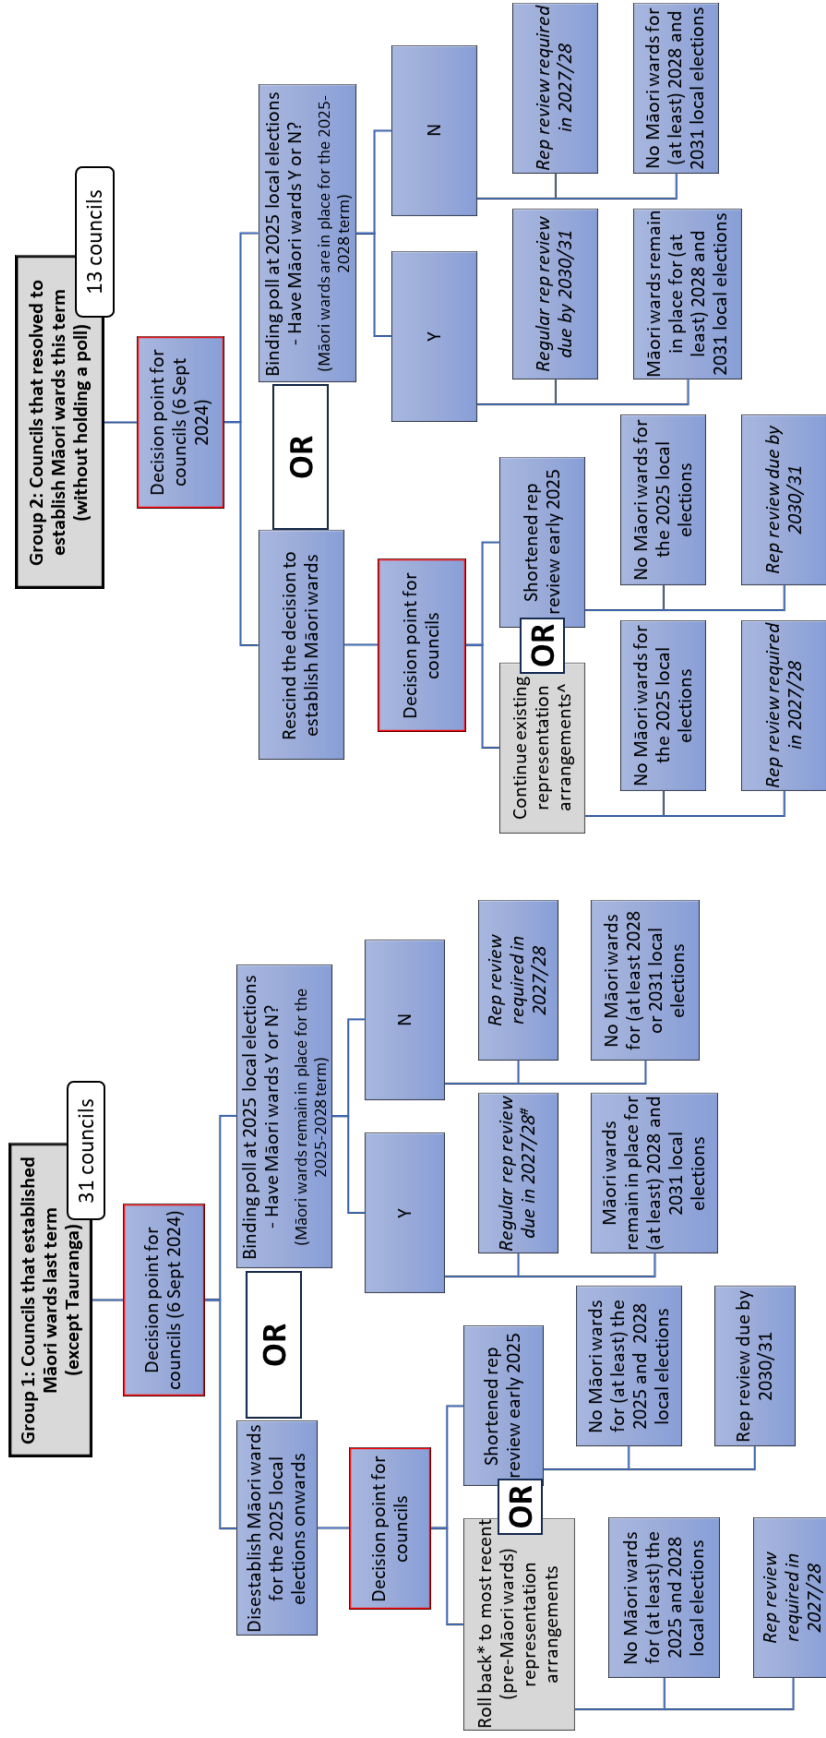 Group 1: Councils that established
Māori wards last term
(except Tauranga)
31 councils
Decision point for
councils (6 Sept 2024)
Disestablish Māori wards
for the 2025 local
elections onwards
OR
Binding poll at 2025 local elections
- Have Māori wards Y or N?
(Māori wards remain in place for the
2025-2028 term)
Decision point for
councils
Roll back* to most recent
(pre-Māori wards)
representation
arrangements
OR
Shortened rep
review early 2025
No Māori wards
for (at least) the
2025 and 2028
local elections
Rep review
required in
2027/28
No Māori wards
for (at least) the
2025 and 2028
local elections
Rep review due by
2030/31
Y
Regular rep review
due in 2027/28#
Māori wards
remain in place for
(at least) 2028 and
2031 local
elections
N
Rep review
required in
2027/28
No Māori wards
for (at least 2028
or 2031 local
elections
Group 2: Councils that resolved to
establish Māori wards this term
(without holding a poll)
13 councils
Decision point for
councils (6 Sept
2024)
Rescind the decision to
establish Māori wards
OR
Binding poll at 2025 local elections
- Have Māori wards Y or N?
(Māori wards are in place for the 2025-
2028 term)
Decision point for
councils
Continue existing
representation
arrangements^
OR
Shortened rep
review early 2025
No Māori wards for
the 2025 local
elections
Rep review required
in 2027/28
No Māori wards for
the 2025 local
elections
Rep review due by
2030/31
Y
Regular rep review
due by 2030/31
Māori wards remain
in place for (at
least) 2028 and
2031 local elections
N
Rep review required
in 2027/28
No Māori wards for
(at least) 2028 and
2031 local elections